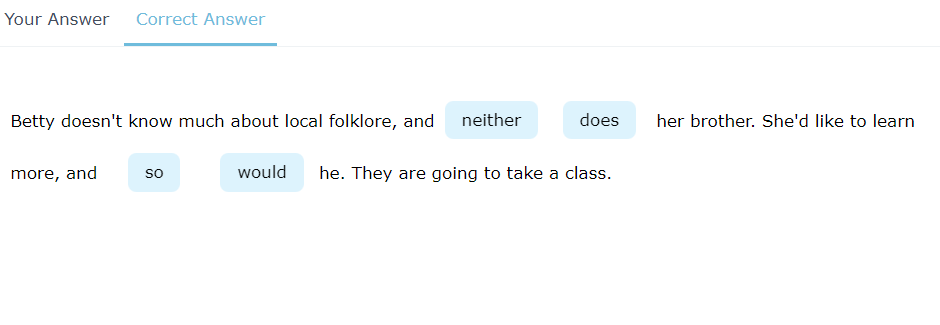 Your Answer Correct Answer
Betty doesn't know much about local folklore, and neither does her brother. She'd like to learn
more, and so would he. They are going to take a class.